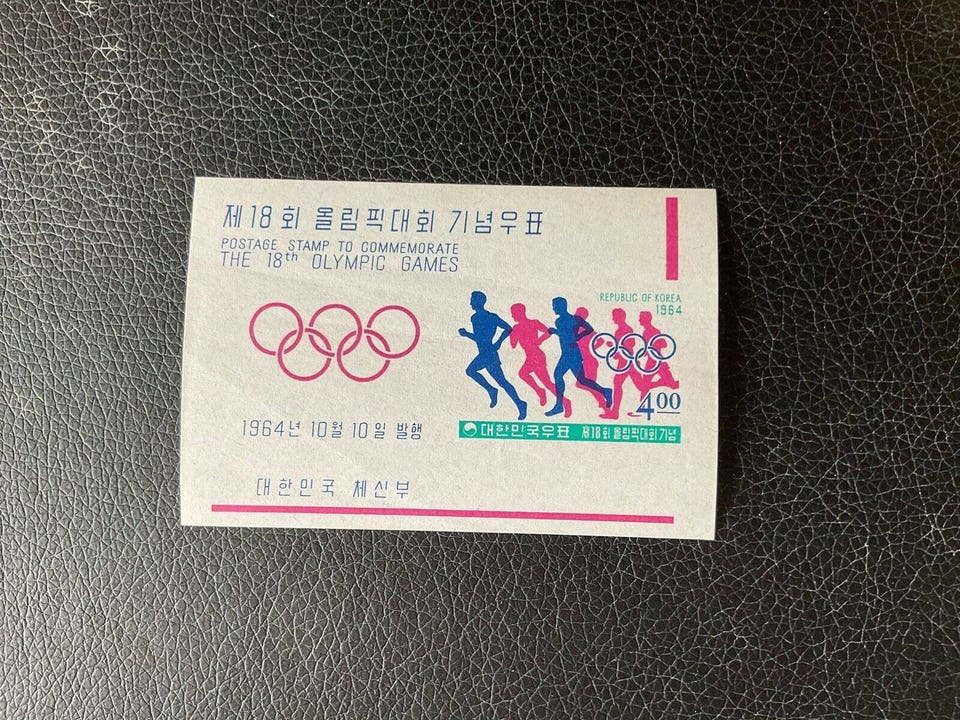 제18회 올림픽대회 기념우표
POSTAGE STAMP TO COMMEMORATE
THE 18th OLYMPIC GAMES
REPUBLIC OF KOREA
1964
400
대한민국우표 제18회 올림픽대회기념
1964년 10월 10일 발행
대한민국 체신부